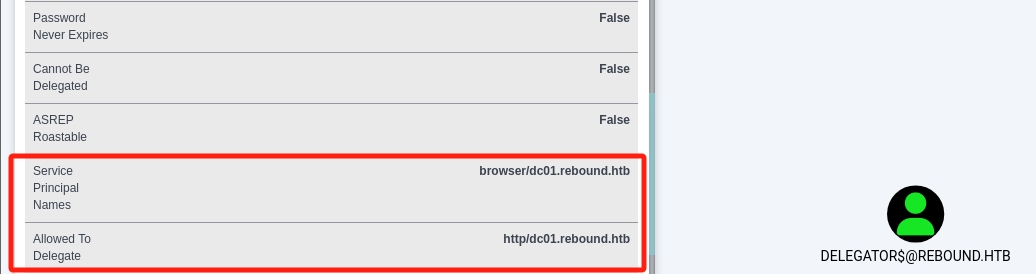 Password False
Never Expires
Cannot Be False
Delegated
ASREP False
Roastable
Service browser/dc01.rebound.htb
Principal
Names
Allowed To http/dc01.rebound.htb
Delegate
DELEGATOR$@REBOUND.HTB